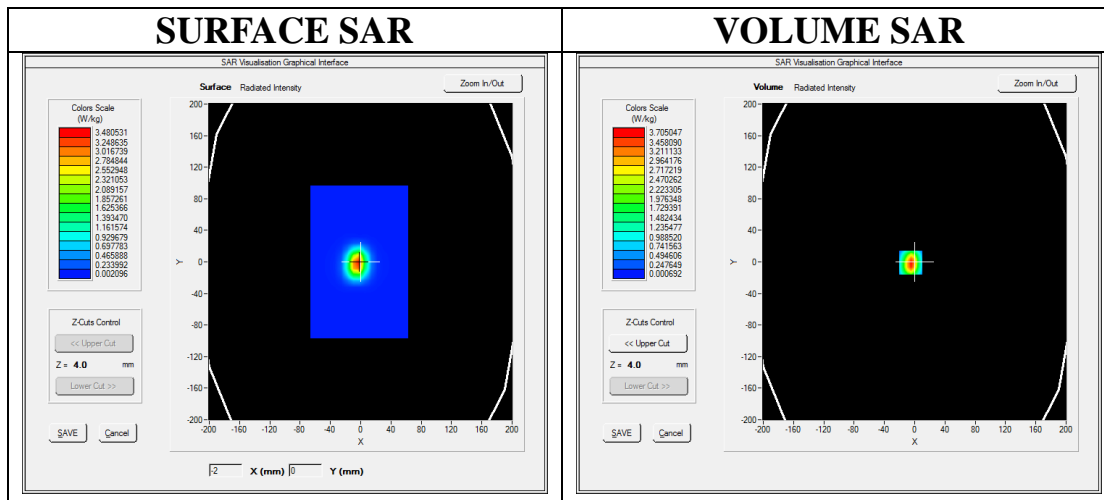 SURFACE SAR
SAR Visualisation Graphical Interface
Surface Radiated Intensity
Zoom In/Out
Colors Scale
(W/kg)
3.480531
3.248635
3.016739
2.784844
2.552948
2.321053
2.089157
1.857261
1.625366
1.393470
1.161574
0.929679
0.697783
0.465888
0.233992
0.002096
Z-Cuts Control
<< Upper Cut
Z = 4.0 mm
Lower Cut >>
SAVE Cancel
200-
160-
120-
80-
40-
0-
-40-
-80-
-120-
-160-
-200-
Y
-200 -160 -120 -80 -40 0 40 80 120 160 200
X
-2 X (mm) 0 Y (mm)
VOLUME SAR
SAR Visualisation Graphical Interface
Volume Radiated Intensity
Zoom In/Out
Colors Scale
(W/kg)
3.705047
3.458090
3.211133
2.964176
2.717219
2.470262
2.223305
1.976348
1.729391
1.482434
1.235477
0.988520
0.741563
0.494606
0.247649
0.000692
Z-Cuts Control
<< Upper Cut
Z = 4.0 mm
Lower Cut >>
SAVE Cancel
200-
160-
120-
80-
40-
0-
-40-
-80-
-120-
-160-
-200-
Y
-200 -160 -120 -80 -40 0 40 80 120 160 200
X